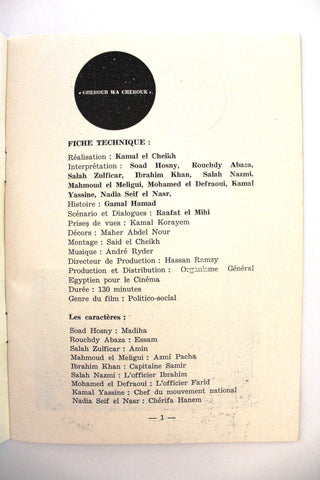 « GHEROUB WA CHEROUK ».
FICHE TECHNIQUE :
Réalisation : Kamal el Cheikh
Interprétation : Soad Hosny, Rouchdy Abaza,
Salah Zulficar, Ibrahim Khan, Salah Nazmi,
Mahmoud el Meligui, Mohamed el Defraoui, Kamal
Yassine, Nadia Seif el Nasr,
Histoire : Gamal Hamad
Scénario et Dialogues : Raafat el Mihi
Prises de vues : Kamal Korayem
Décors : Maher Abdel Nour
Montage : Said el Cheikh
Musique : André Ryder
Directeur de Production : Hassan Ramzy
Production et Distribution : Organisme Général
Egyptien pour le Cinéma
Durée : 130 minutes
Genre du film : Politico-social
Les caractères :
Soad Hosny : Madiha
Rouchdy Abaza : Essam
Salah Zulficar : Amin
Mahmoud el Meligui : Azmi Pacha
Ibrahim Khan : Capitaine Samir
Salah Nazmi : L'officier Ibrahim
Mohamed el Defraoui : L'officier Farid
Kamal Yassine : Chef du mouvement national
Nadia Seif el Nasr : Chérifa Hanem
— 1 —